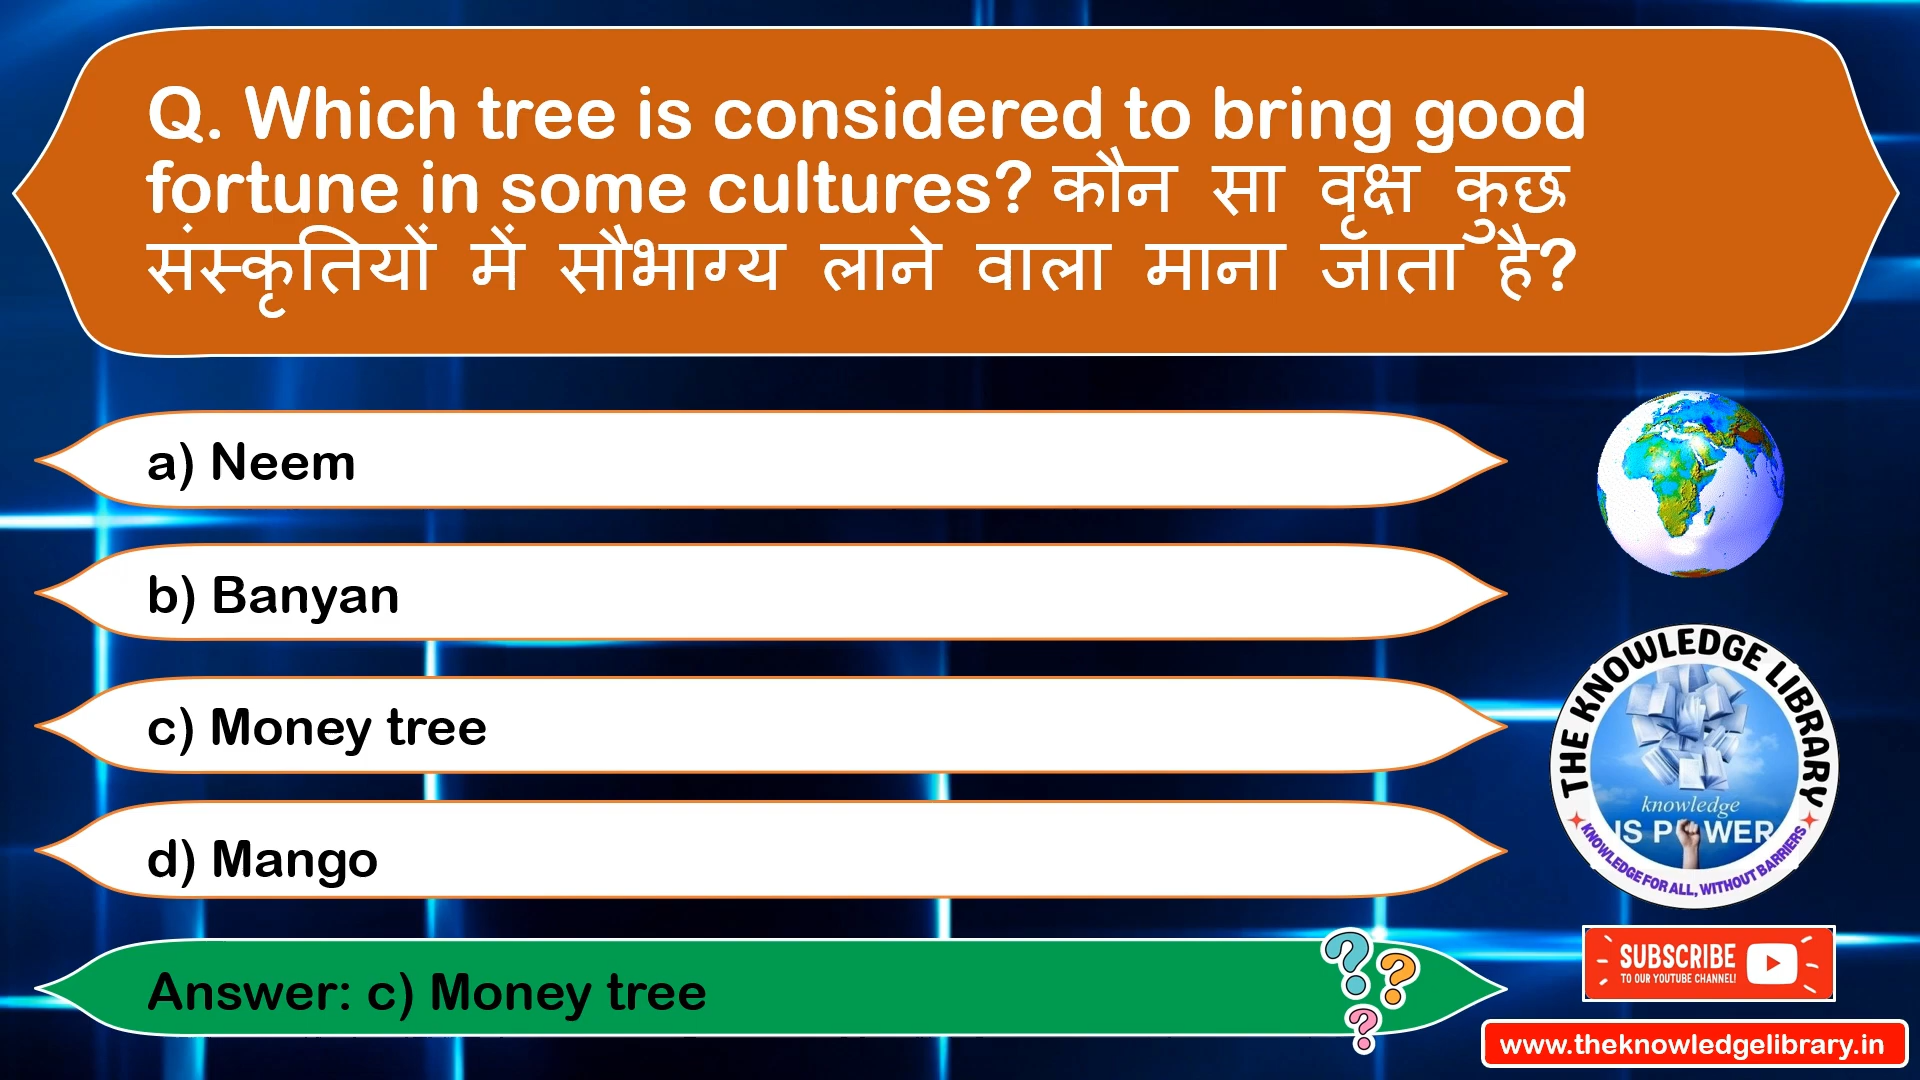 Q. Which tree is considered to bring good
fortune in some cultures? कौन सा वृक्ष कुछ
संस्कृतियों में सौभाग्य लाने वाला माना जाता है?
a) Neem
b) Banyan
c) Money tree
d) Mango
Answer: c) Money tree
? ? ?
THE KNOWLEDGE LIBRARY
knowledge
IS POWER
KNOWLEDGE FOR ALL, WITHOUT BARRIERS
SUBSCRIBE
TO OUR YOUTUBE CHANNEL!
www.theknowledgelibrary.in